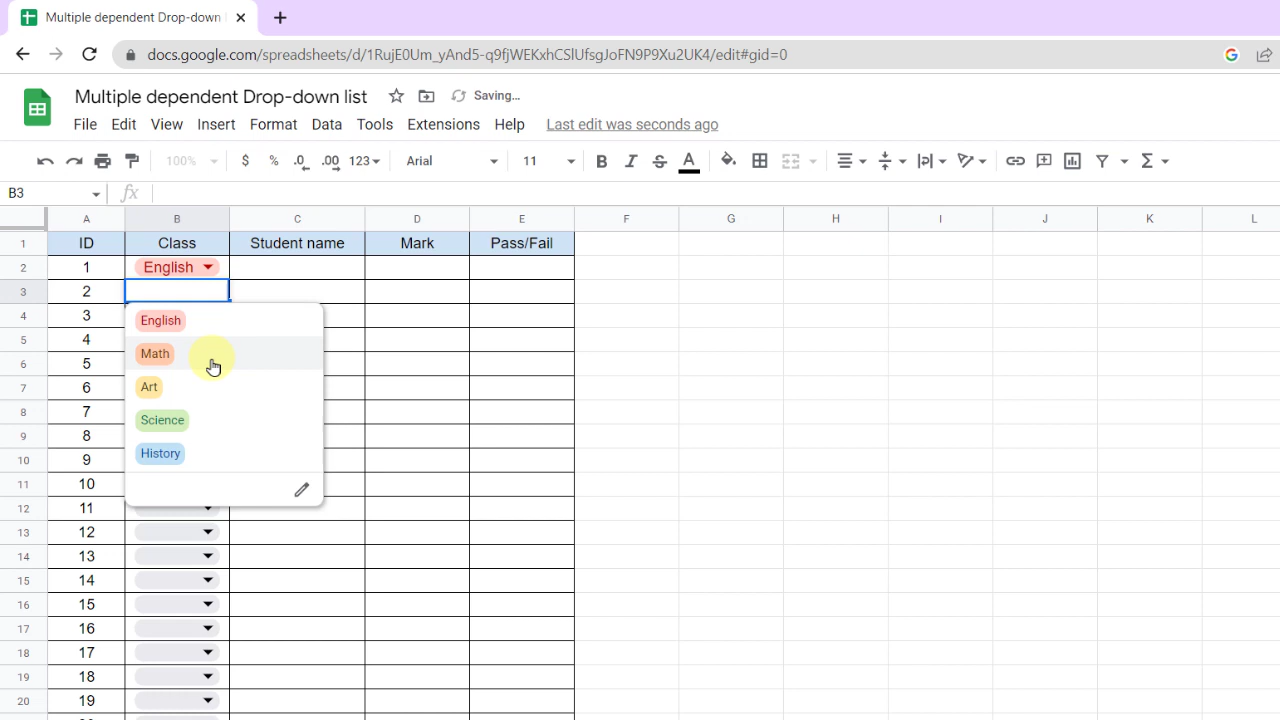 Multiple dependent Drop-down
docs.google.com/spreadsheets/d/1RujE0Um_yAnd5-q9fjWEKxhCSlUfsgJoFN9P9Xu2UK4/edit#gid=0
Multiple dependent Drop-down list Saving...
File Edit View Insert Format Data Tools Extensions Help Last edit was seconds ago
100% $ % .0 .00 123 Arial 11 B I S A Σ
B3 fx
A B C D E F G H I J K L
1 ID Class Student name Mark Pass/Fail
2 1 English
3 2
4 3 English
5 4 Math
6 5
7 6 Art
8 7 Science
9 8
10 9 History
11 10
12 11
13 12
14 13
15 14
16 15
17 16
18 17
19 18
20 19